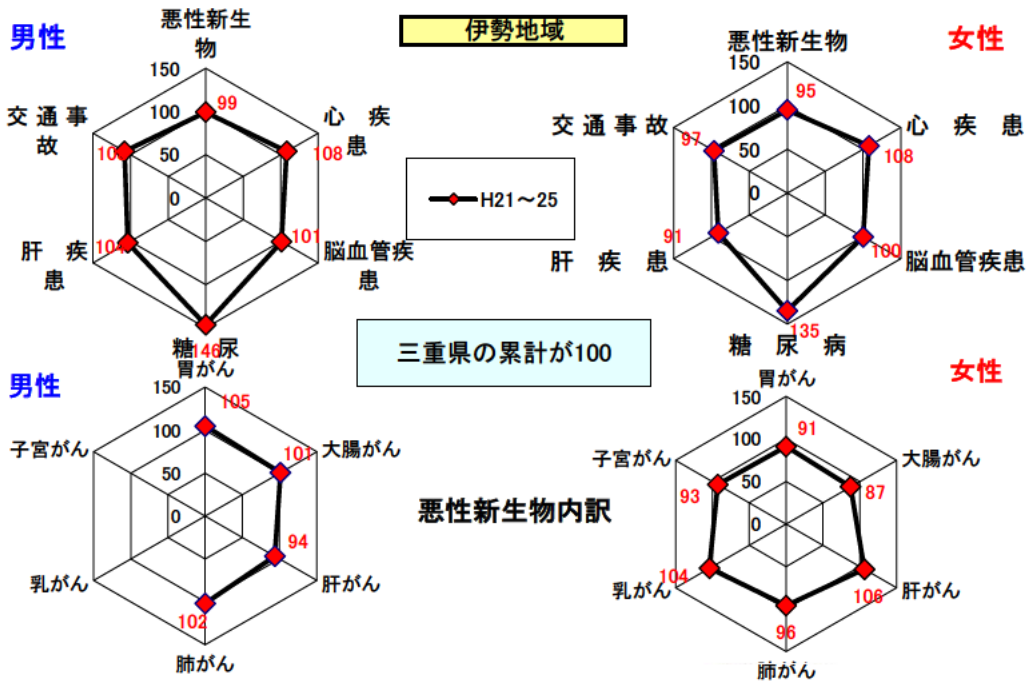 伊勢地域
男性
悪性新生
物
150
100
50
0
99
心 疾
患
108
101
脳血管疾
患
糖 尿
146
104
肝 疾
患
交 通 事
故
女性
悪性新生物
150
100
50
0
95
心 疾 患
108
100
脳血管疾患
135
糖 尿 病
91
肝 疾 患
97
交 通 事 故
H21～25
三重県の累計が100
男性
胃がん
150
100
50
0
105
大腸がん
101
94
肝がん
102
肺がん
乳がん
子宮がん
悪性新生物内訳
女性
胃がん
150
100
50
0
91
大腸がん
87
106
肝がん
96
肺がん
104
乳がん
93
子宮がん